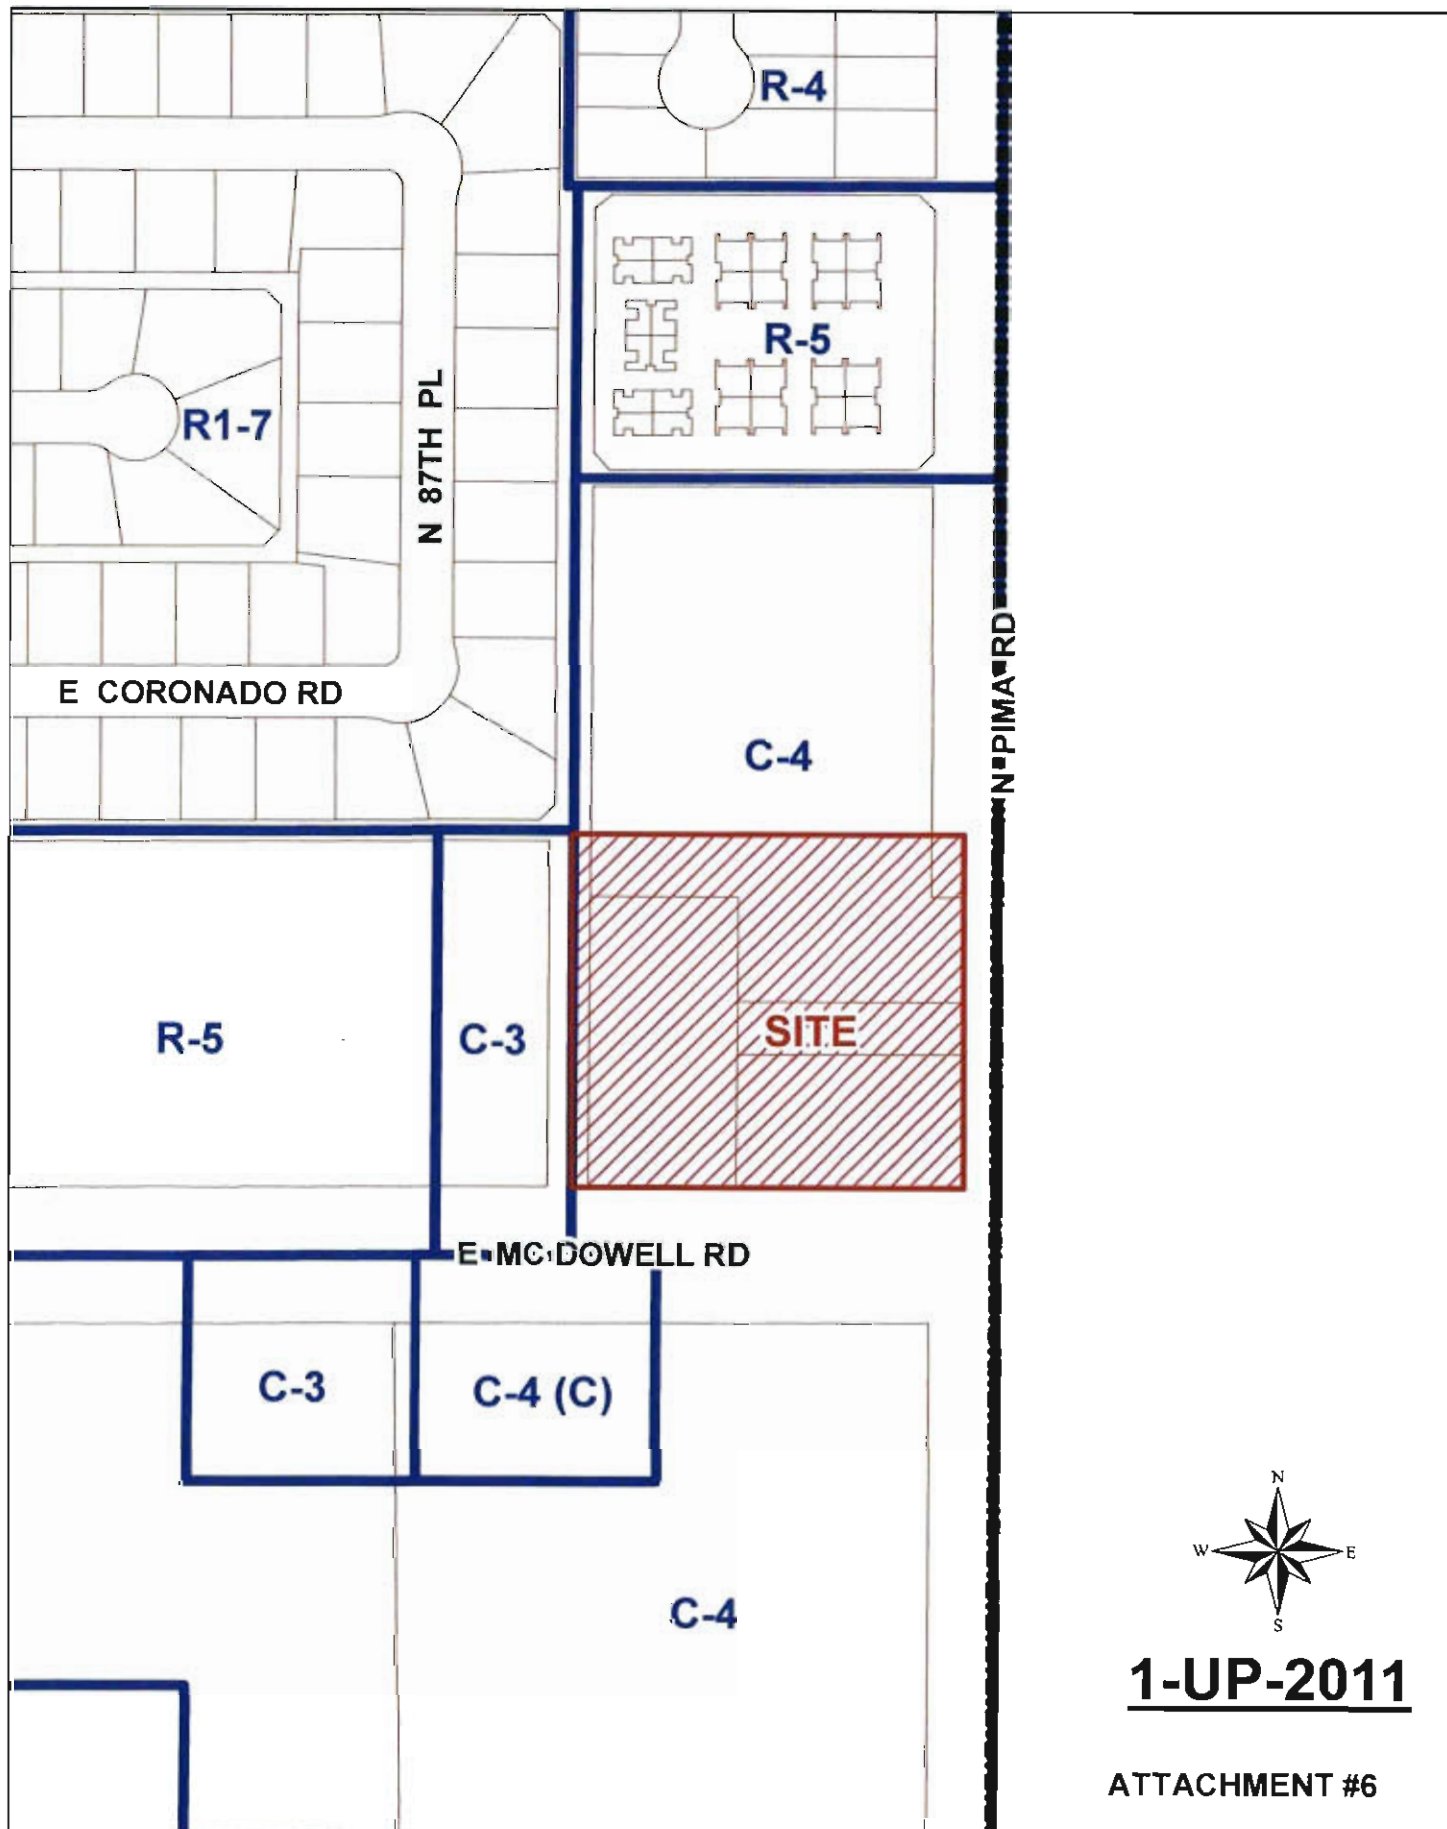 R-4
R-5
R1-7
N 87TH PL
N PIMA RD
E CORONADO RD
C-4
R-5
C-3
SITE
E MC DOWELL RD
C-3
C-4 (C)
C-4
N
W
E
S
1-UP-2011
ATTACHMENT #6